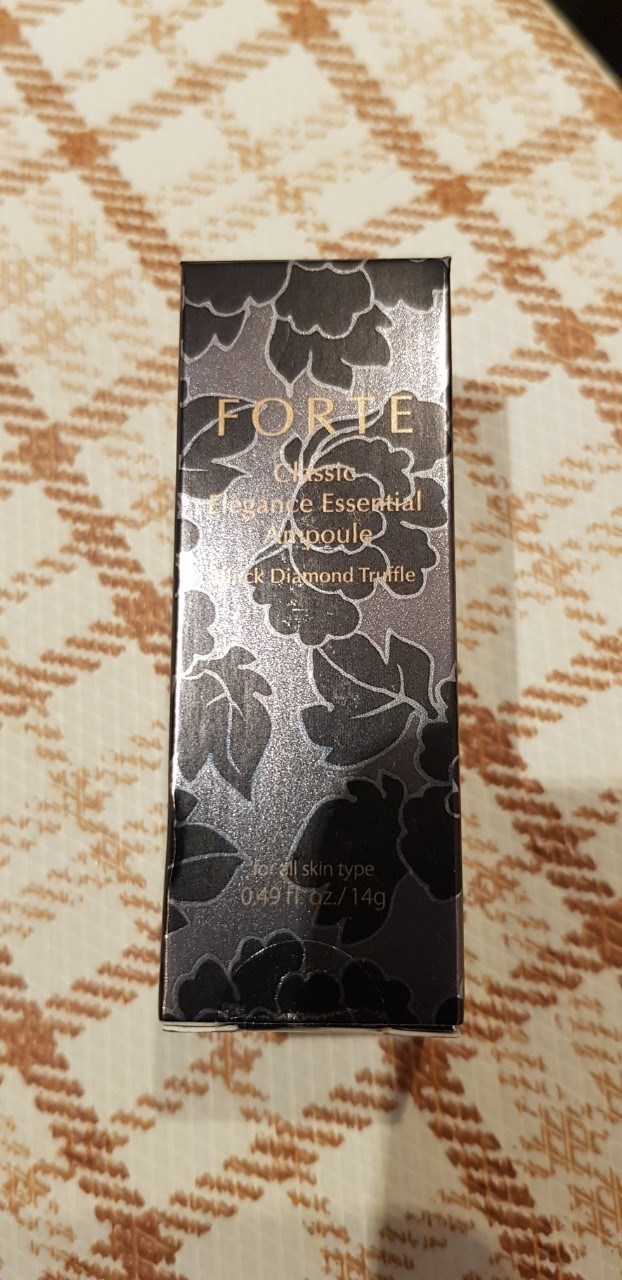 FORTE
Classic
Elegance Essential
Ampoule
Black Diamond Truffle
for all skin type
0.49 fl. oz./14g